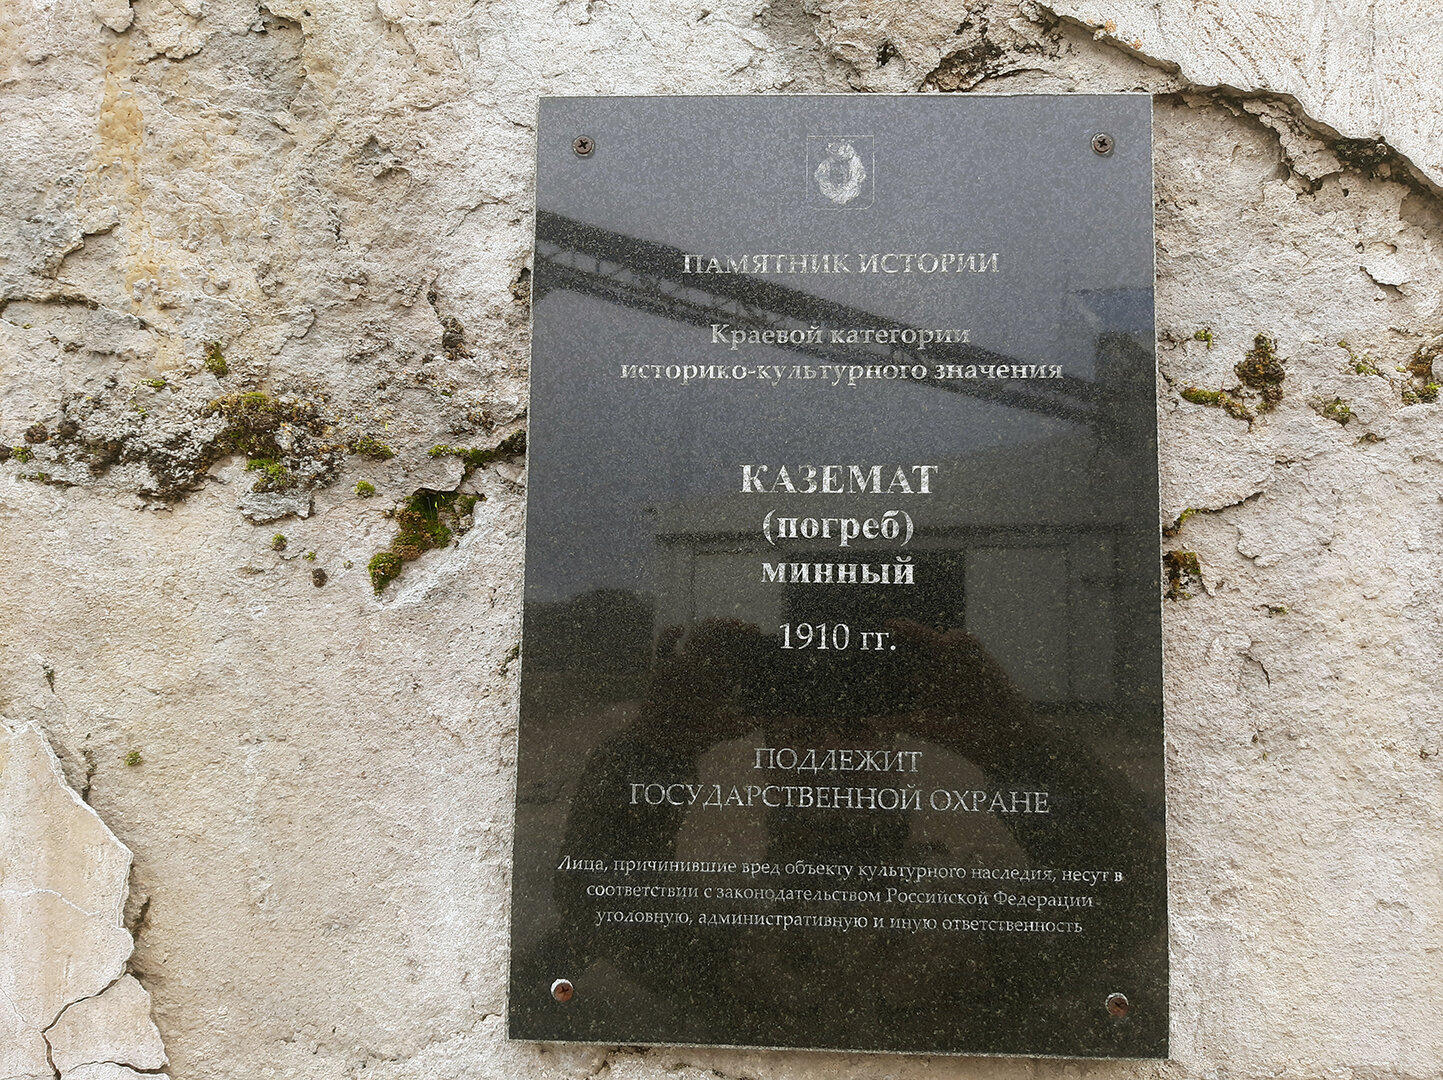 ПАМЯТНИК ИСТОРИИ
Краевой категории
историко-культурного значения
КАЗЕМАТ
(погреб)
минный
1910 гг.
ПОДЛЕЖИТ
ГОСУДАРСТВЕННОЙ ОХРАНЕ
Лица, причинившие вред объекту культурного наследия, несут в
соответствии с законодательством Российской Федерации
уголовную, административную и иную ответственность